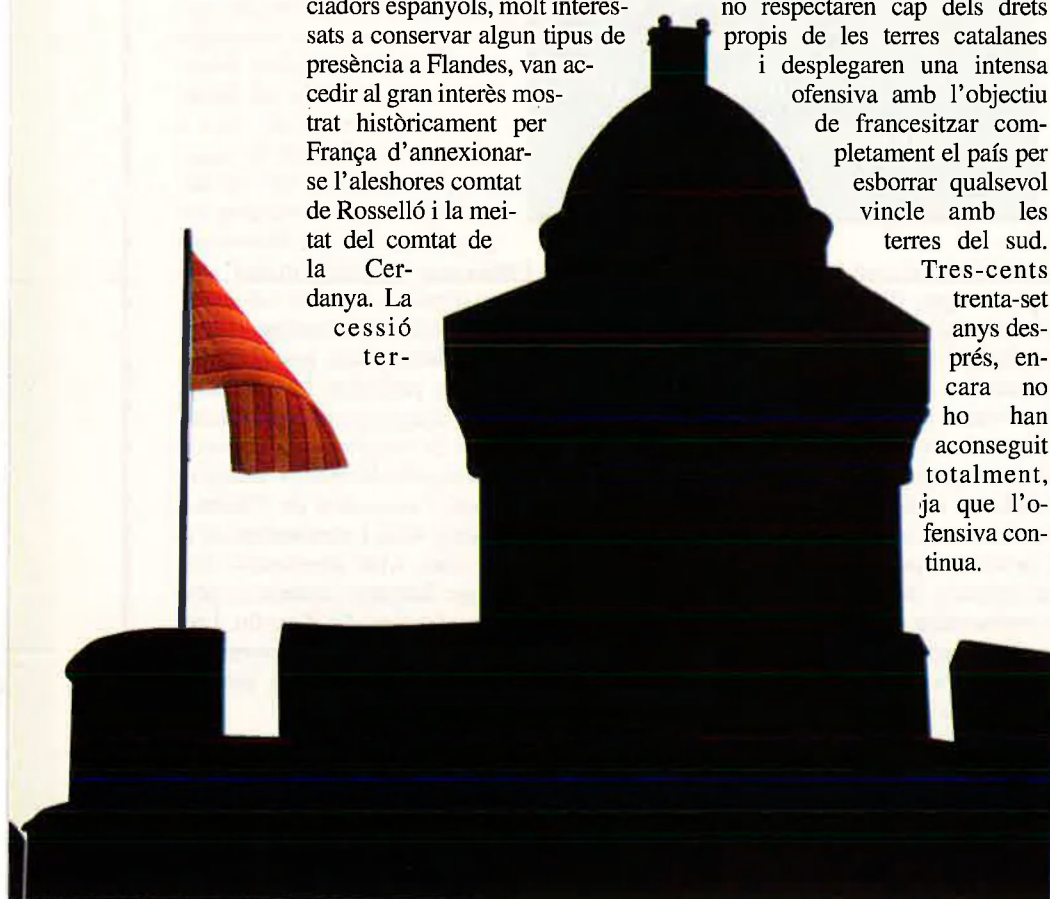 ciadors espanyols, molt interes-
sats a conservar algun tipus de
presència a Flandes, van ac-
cedir al gran interès mos-
trat històricament per
França d'annexionar-
se l'aleshores comtat
de Rosselló i la mei-
tat del comtat de
la Cer-
danya. La
cessió
ter-
no respectaren cap dels drets
propis de les terres catalanes
i desplegaren una intensa
ofensiva amb l'objectiu
de francesitzar com-
pletament el país per
esborrar qualsevol
vincle amb les
terres del sud.
Tres-cents
trenta-set
anys des-
prés, en-
cara no
ho han
aconseguit
totalment,
ja que l'o-
fensiva con-
tinua.